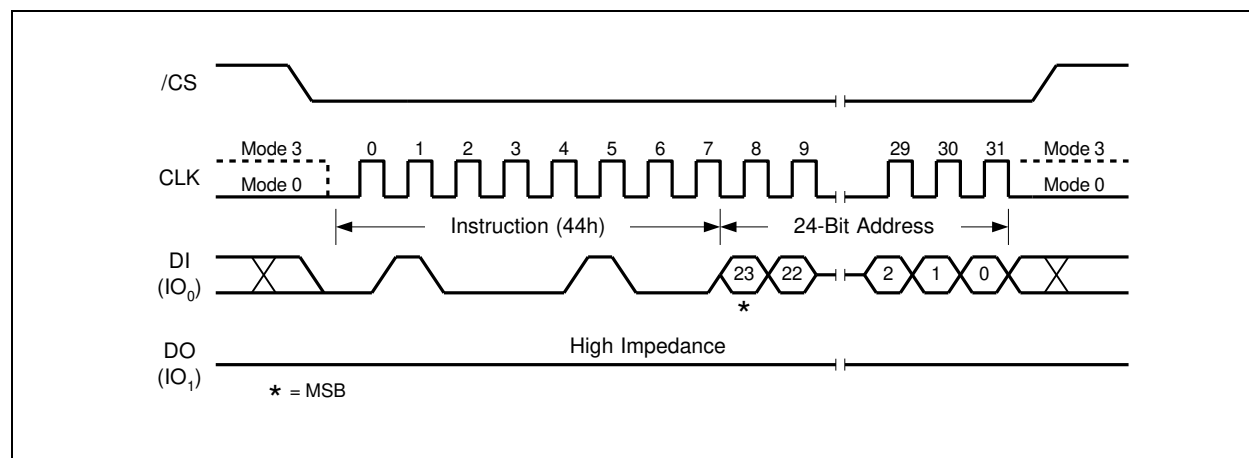 /CS
Mode 3 0 1 2 3 4 5 6 7 8 9 29 30 31 Mode 3
CLK Mode 0 Mode 0
Instruction (44h) 24-Bit Address
DI
(IO0) 23 22 2 1 0
*
DO High Impedance
(IO1)
* = MSB